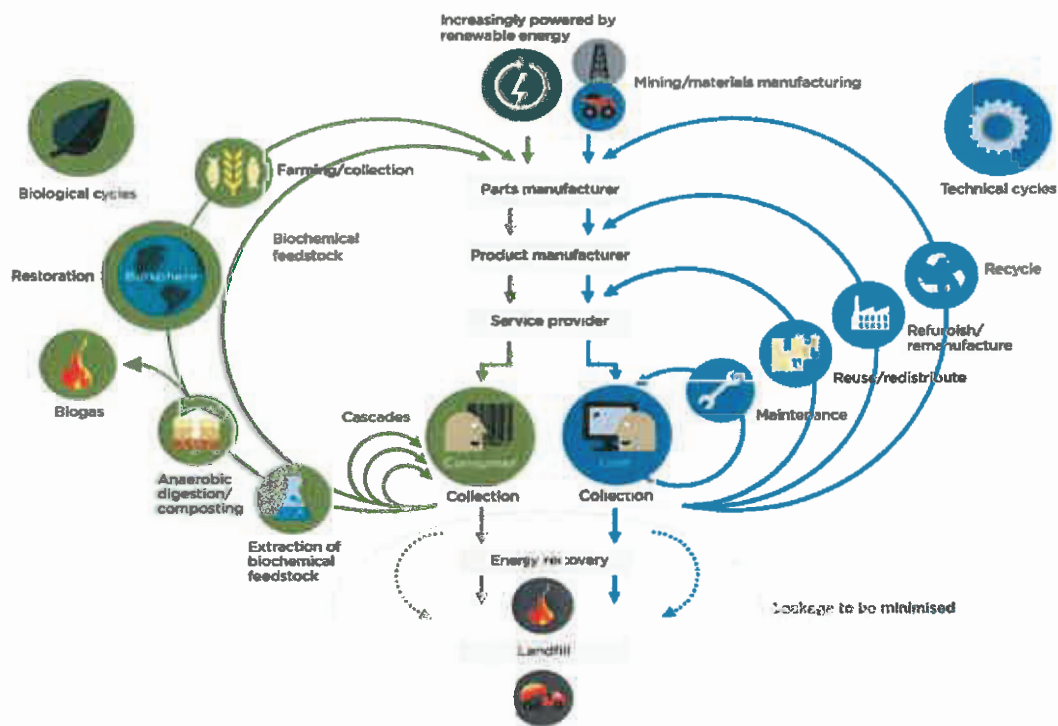 Increasingly powered by
renewable energy
Mining/materials manufacturing
Biological cycles
Farming/collection
Technical cycles
Parts manufacturer
Biochemical
feedstock
Product manufacturer
Restoration
Biosphere
Recycle
Service provider
Refurbish/
remanufacture
Reuse/redistribute
Biogas
Cascades
Maintenance
Consumer
User
Anaerobic
digestion/
composting
Collection
Collection
Extraction of
biochemical
feedstock
Energy recovery
Leakage to be minimised
Landfill